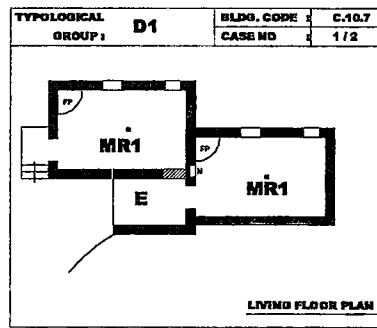 TYPOLOGICAL GROUP : D1
BLDG. CODE : C.10.7
CASE NO : 1 / 2
FP
MR1
FP
N
MR1
E
LIVING FLOOR PLAN